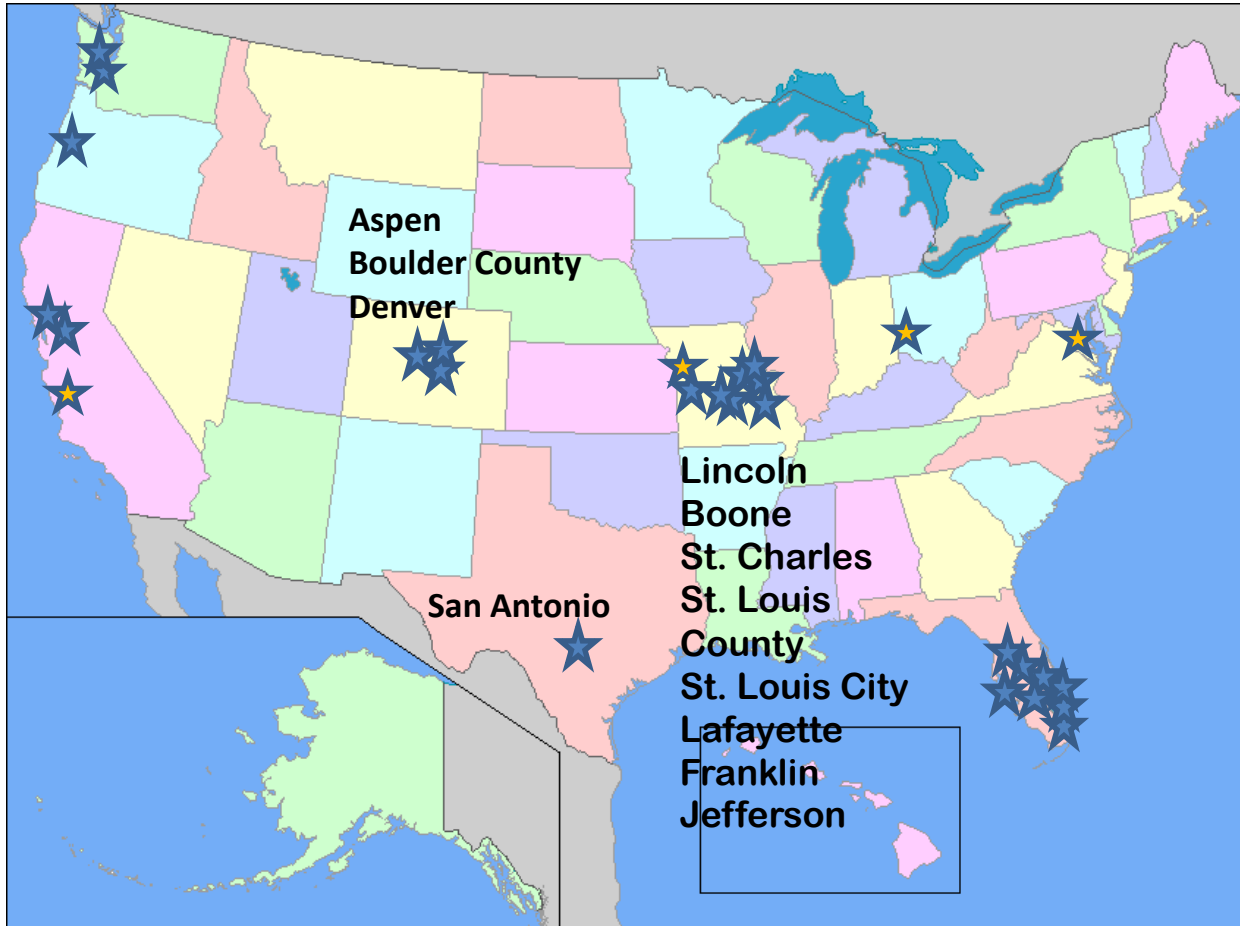 Aspen
Boulder County
Denver
Lincoln
Boone
St. Charles
St. Louis
County
St. Louis City
Lafayette
Franklin
Jefferson
San Antonio